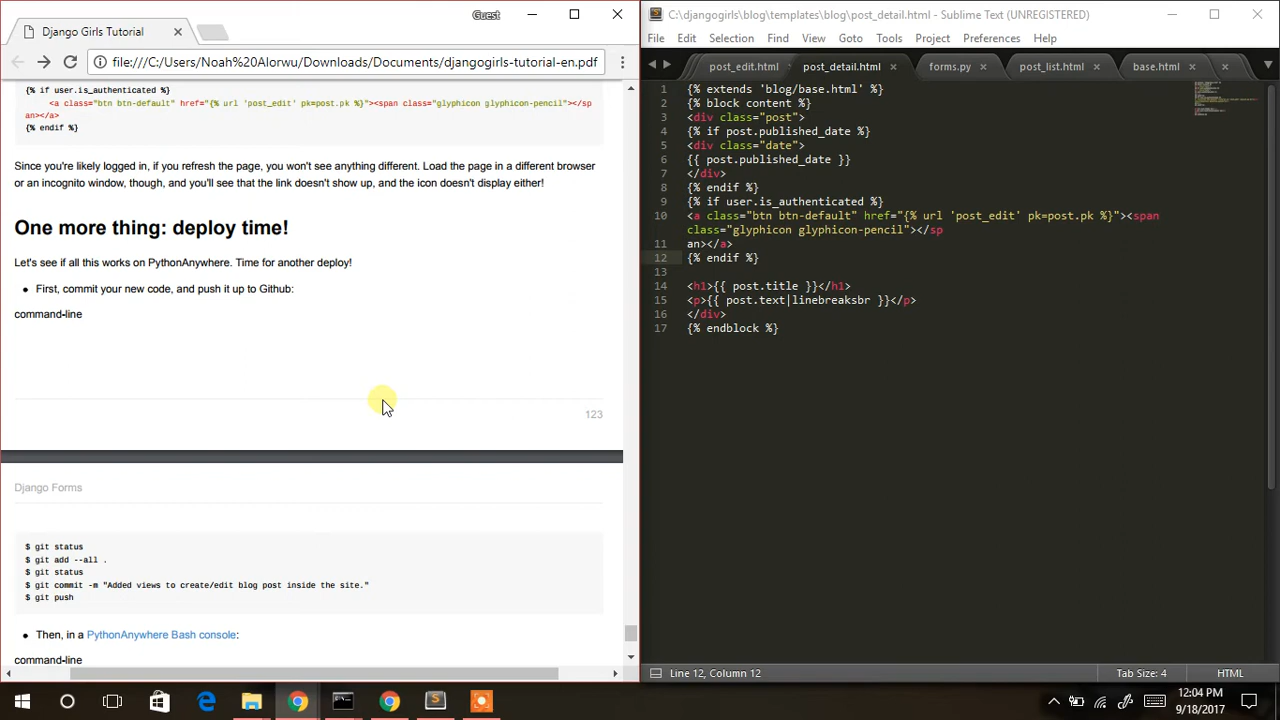 Guest
Django Girls Tutorial
file:///C:/Users/Noah%20Alorwu/Downloads/Documents/djangogirls-tutorial-en.pdf
{% if user.is_authenticated %}
<a class="btn btn-default" href="{% url 'post_edit' pk=post.pk %}"><span class="glyphicon glyphicon-pencil"></sp
an></a>
{% endif %}
Since you're likely logged in, if you refresh the page, you won't see anything different. Load the page in a different browser
or an incognito window, though, and you'll see that the link doesn't show up, and the icon doesn't display either!
One more thing: deploy time!
Let's see if all this works on PythonAnywhere. Time for another deploy!
• First, commit your new code, and push it up to Github:
command-line
123
Django Forms
$ git status
$ git add --all .
$ git status
$ git commit -m "Added views to create/edit blog post inside the site."
$ git push
• Then, in a PythonAnywhere Bash console:
command-line
C:\djangogirls\blog\templates\blog\post_detail.html - Sublime Text (UNREGISTERED)
File Edit Selection Find View Goto Tools Project Preferences Help
post_edit.html post_detail.html forms.py post_list.html base.html
1 {% extends 'blog/base.html' %}
2 {% block content %}
3 <div class="post">
4 {% if post.published_date %}
5 <div class="date">
6 {{ post.published_date }}
7 </div>
8 {% endif %}
9 {% if user.is_authenticated %}
10 <a class="btn btn-default" href="{% url 'post_edit' pk=post.pk %}"><span
class="glyphicon glyphicon-pencil"></sp
11 an></a>
12 {% endif %}
13
14 <h1>{{ post.title }}</h1>
15 <p>{{ post.text|linebreaksbr }}</p>
16 </div>
17 {% endblock %}
Line 12, Column 12 Tab Size: 4 HTML
12:04 PM
9/18/2017